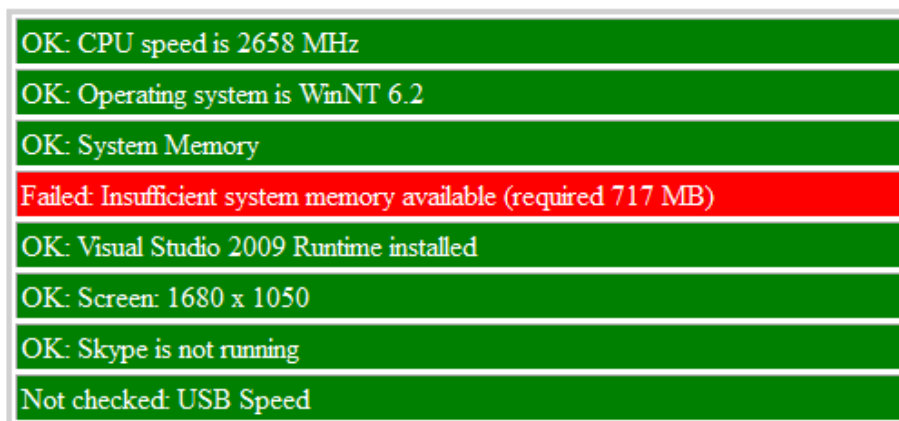 OK: CPU speed is 2658 MHz
OK: Operating system is WinNT 6.2
OK: System Memory
Failed: Insufficient system memory available (required 717 MB)
OK: Visual Studio 2009 Runtime installed
OK: Screen: 1680 x 1050
OK: Skype is not running
Not checked: USB Speed